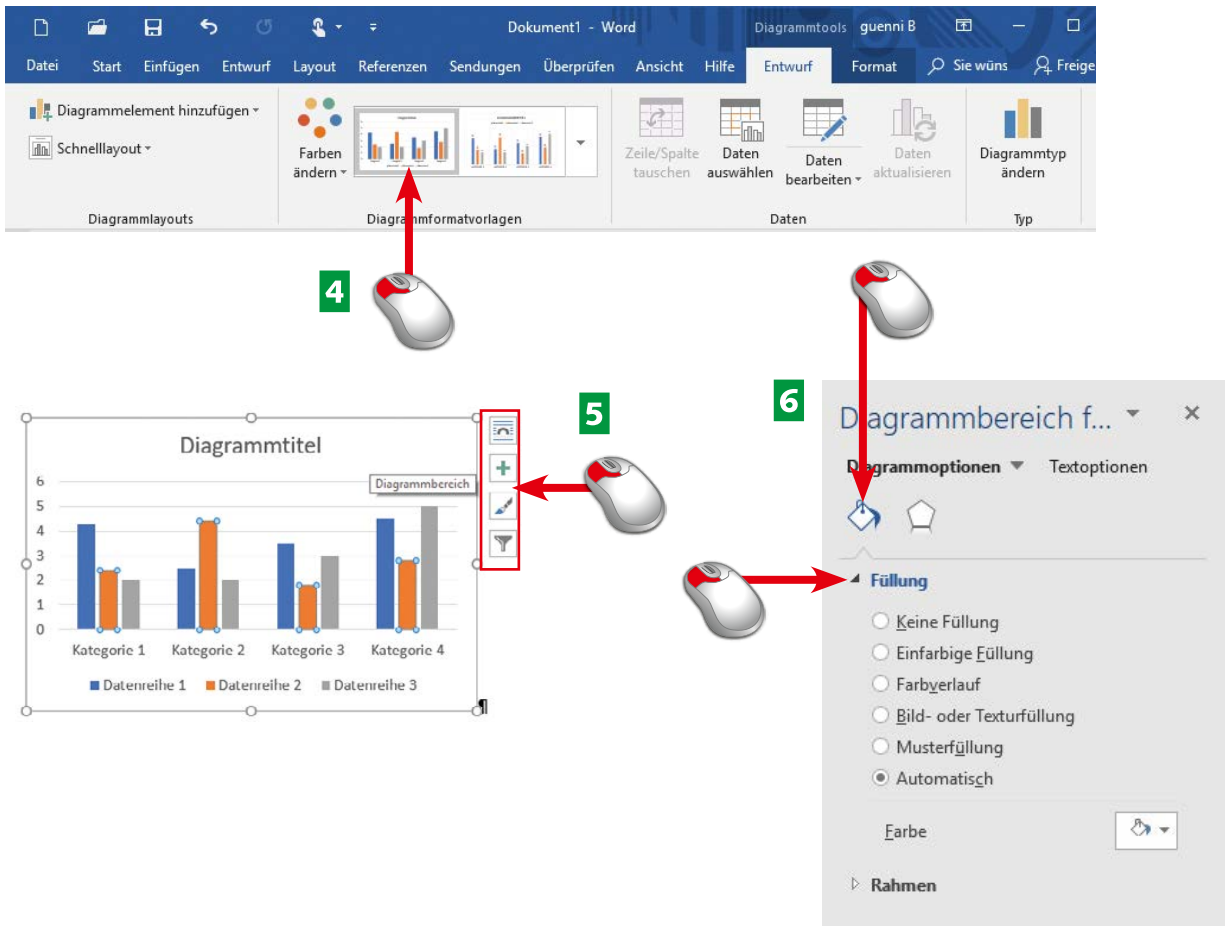 Dokument1 - Word
Diagrammtools
guenni B
Datei Start Einfügen Entwurf Layout Referenzen Sendungen Überprüfen Ansicht Hilfe Entwurf Format Sie wüns Freige
Diagrammelement hinzufügen
Schnelllayout
Diagrammlayouts
Farben
ändern
Diagrammformatvorlagen
Zeile/Spalte
tauschen
Daten
auswählen
Daten
bearbeiten
Daten
aktualisieren
Daten
Diagrammtyp
ändern
Typ
4
5
6
Diagrammtitel
Diagrammbereich
6
5
4
3
2
1
0
Kategorie 1 Kategorie 2 Kategorie 3 Kategorie 4
Datenreihe 1 Datenreihe 2 Datenreihe 3
¶
Diagrammbereich f...
Diagrammoptionen Textoptionen
Füllung
Keine Füllung
Einfarbige Füllung
Farbverlauf
Bild- oder Texturfüllung
Musterfüllung
Automatisch
Farbe
Rahmen